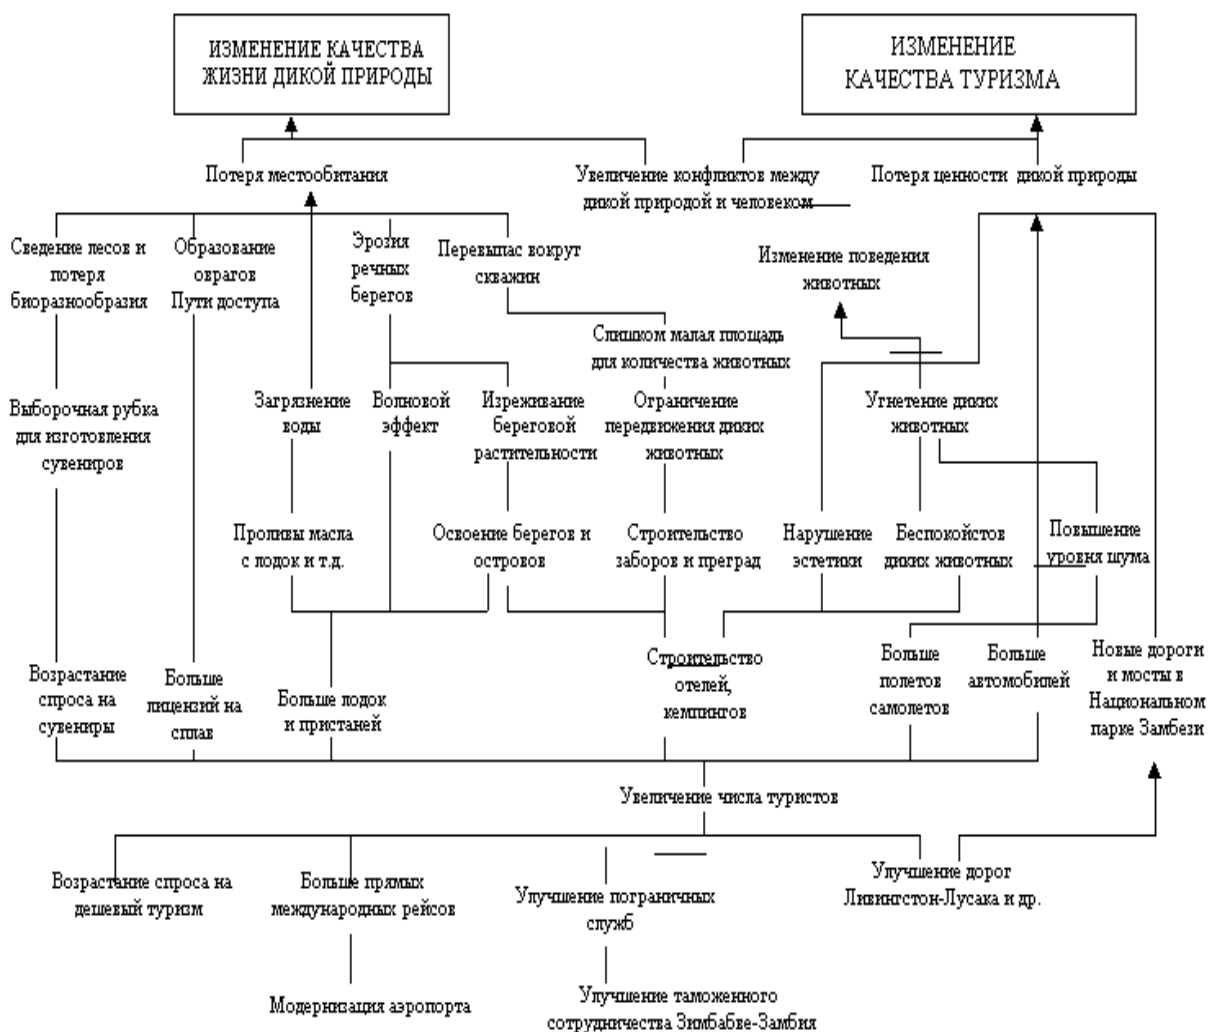 ИЗМЕНЕНИЕ КАЧЕСТВА
ЖИЗНИ ДИКОЙ ПРИРОДЫ
ИЗМЕНЕНИЕ
КАЧЕСТВА ТУРИЗМА
Потеря местообитания
Увеличение конфликтов между
дикой природой и человеком
Потеря ценности дикой природы
Сведение лесов и
потеря
биоразнообразия
Образование
оврагов
Пути доступа
Эрозия
речных
берегов
Перевыпас вокруг
скважин
Изменение поведения
животных
Слишком малая площадь
для количества животных
Выборочная рубка
для изготовления
сувениров
Загрязнение
воды
Волновой
эффект
Изреживание
береговой
растительности
Ограничение
передвижения диких
животных
Угнетение диких
животных
Проливы масла
с лодок и т.д.
Освоение берегов и
островов
Строительство
заборов и преград
Нарушение
эстетики
Беспокойстов
диких животных
Повышение
уровня шума
Возрастание
спроса на
сувениры
Больше
лицензий на
сплав
Больше лодок
и пристаней
Строительство
отелей,
кемпингов
Больше
полетов
самолетов
Больше
автомобилей
Новые дороги
и мосты в
Национальном
парке Замбези
Увеличение числа туристов
Возрастание спроса на
дешевый туризм
Больше прямых
международных рейсов
Улучшение пограничных
служб
Улучшение дорог
Ливингстон-Лусака и др.
Модернизация аэропорта
Улучшение таможенного
сотрудничества Зимбабве-Замбия